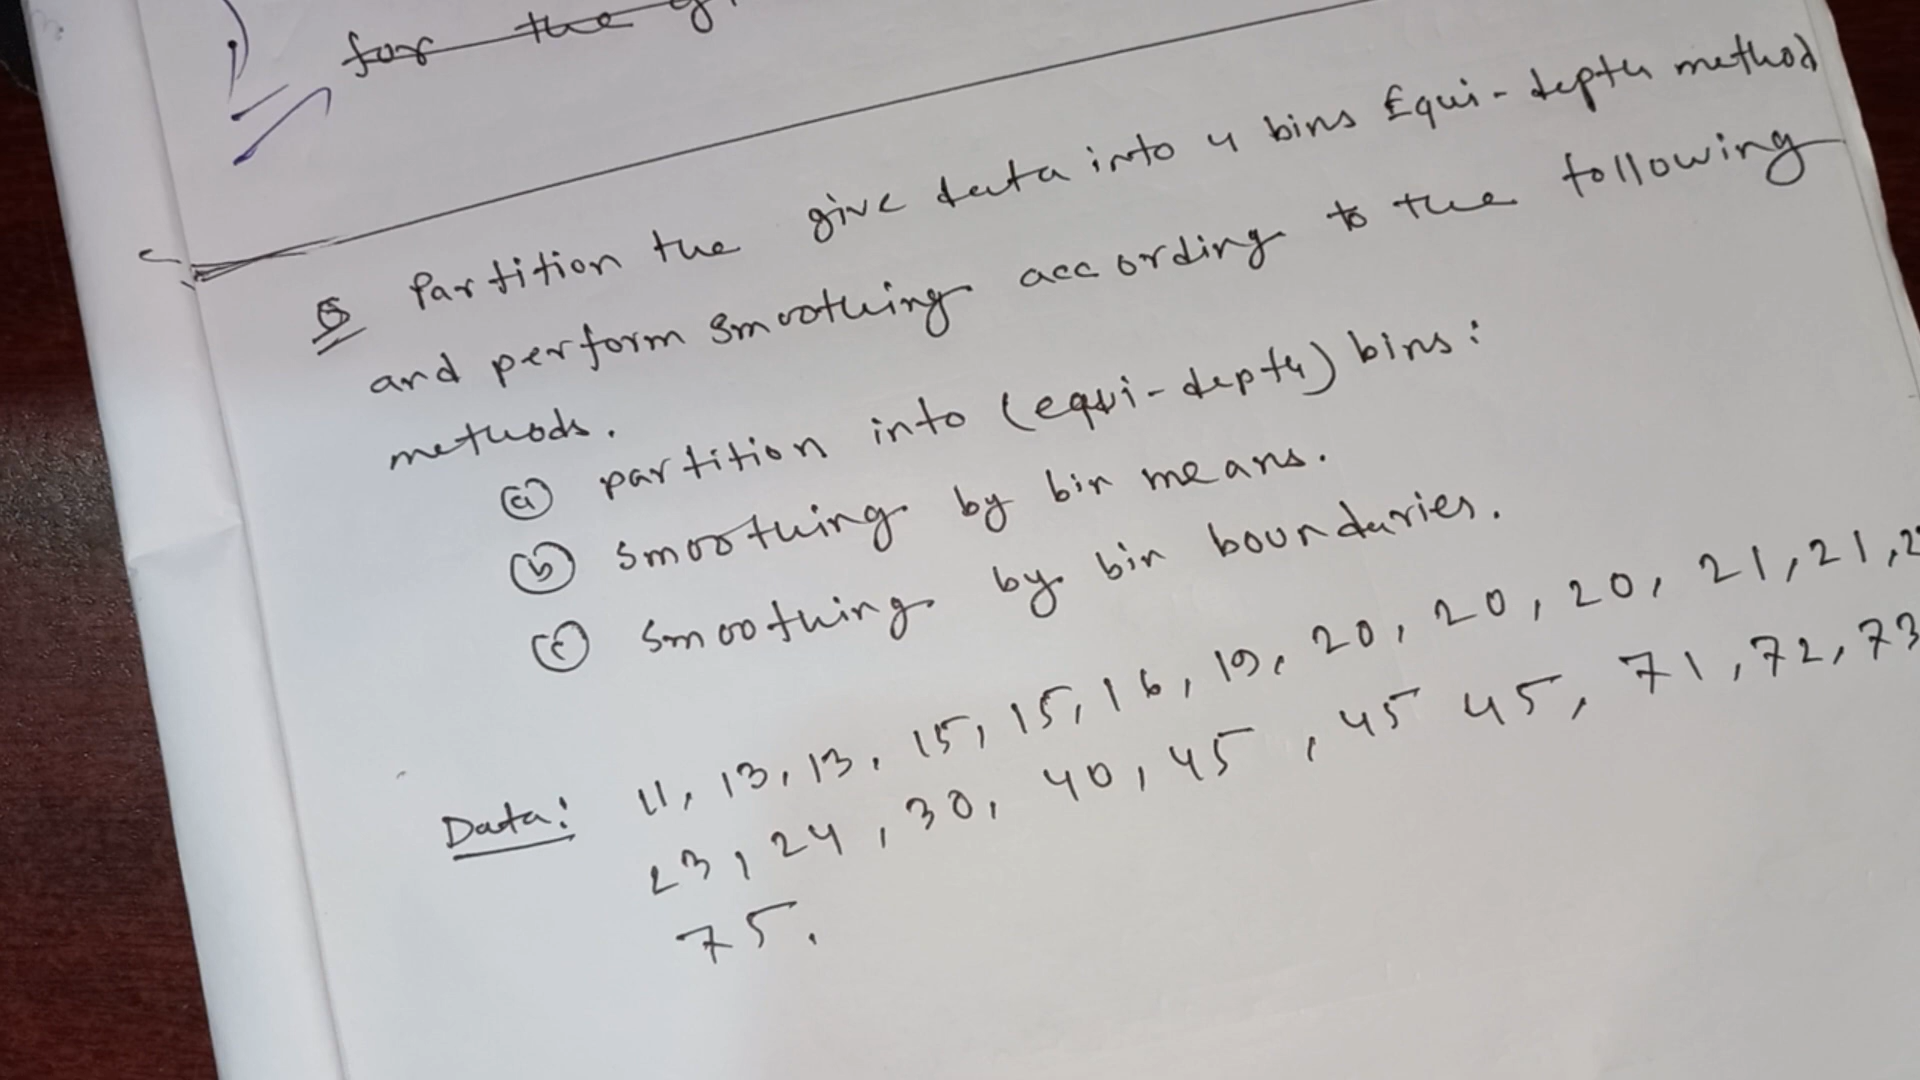 for the
Q Partition the give data into 4 bins Equi-depth method
and perform smoothing according to the following
methods.
(a) partition into (equi-depth) bins:
(b) smoothing by bin means.
(c) smoothing by bin boundaries.
Data: 11, 13, 13, 15, 15, 16, 19, 20, 20, 20, 21, 21,
23, 24, 30, 40, 45, 45 45, 71, 72, 73
75.